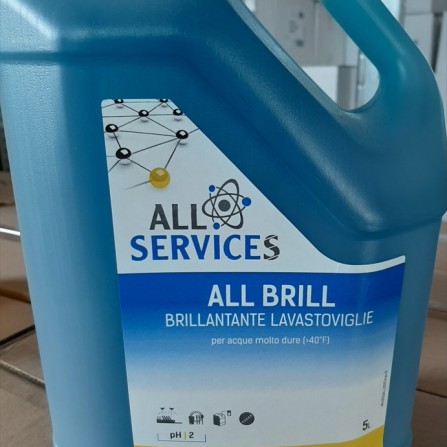 ALL
SERVICES
ALL BRILL
BRILLANTANTE LAVASTOVIGLIE
per acque molto dure (>40°F)
pH | 2
5L